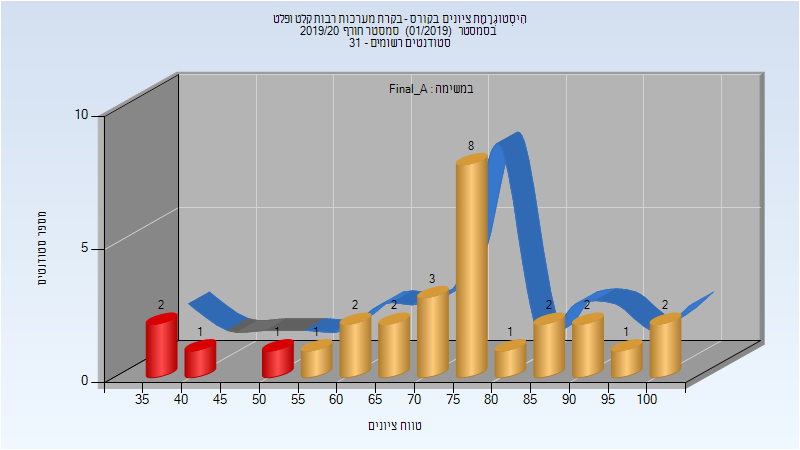 היסטוגרמת ציונים בקורס - בקרת מערכות רבות קלט ופלט
בסמסטר (01/2019) סמסטר חורף 2019/20
סטודנטים רשומים - 31
במשימה : Final_A
מספר סטודנטים
10
5
0
2
1
1
1
2
2
3
8
1
2
2
1
2
35 40 45 50 55 60 65 70 75 80 85 90 95 100
טווח ציונים